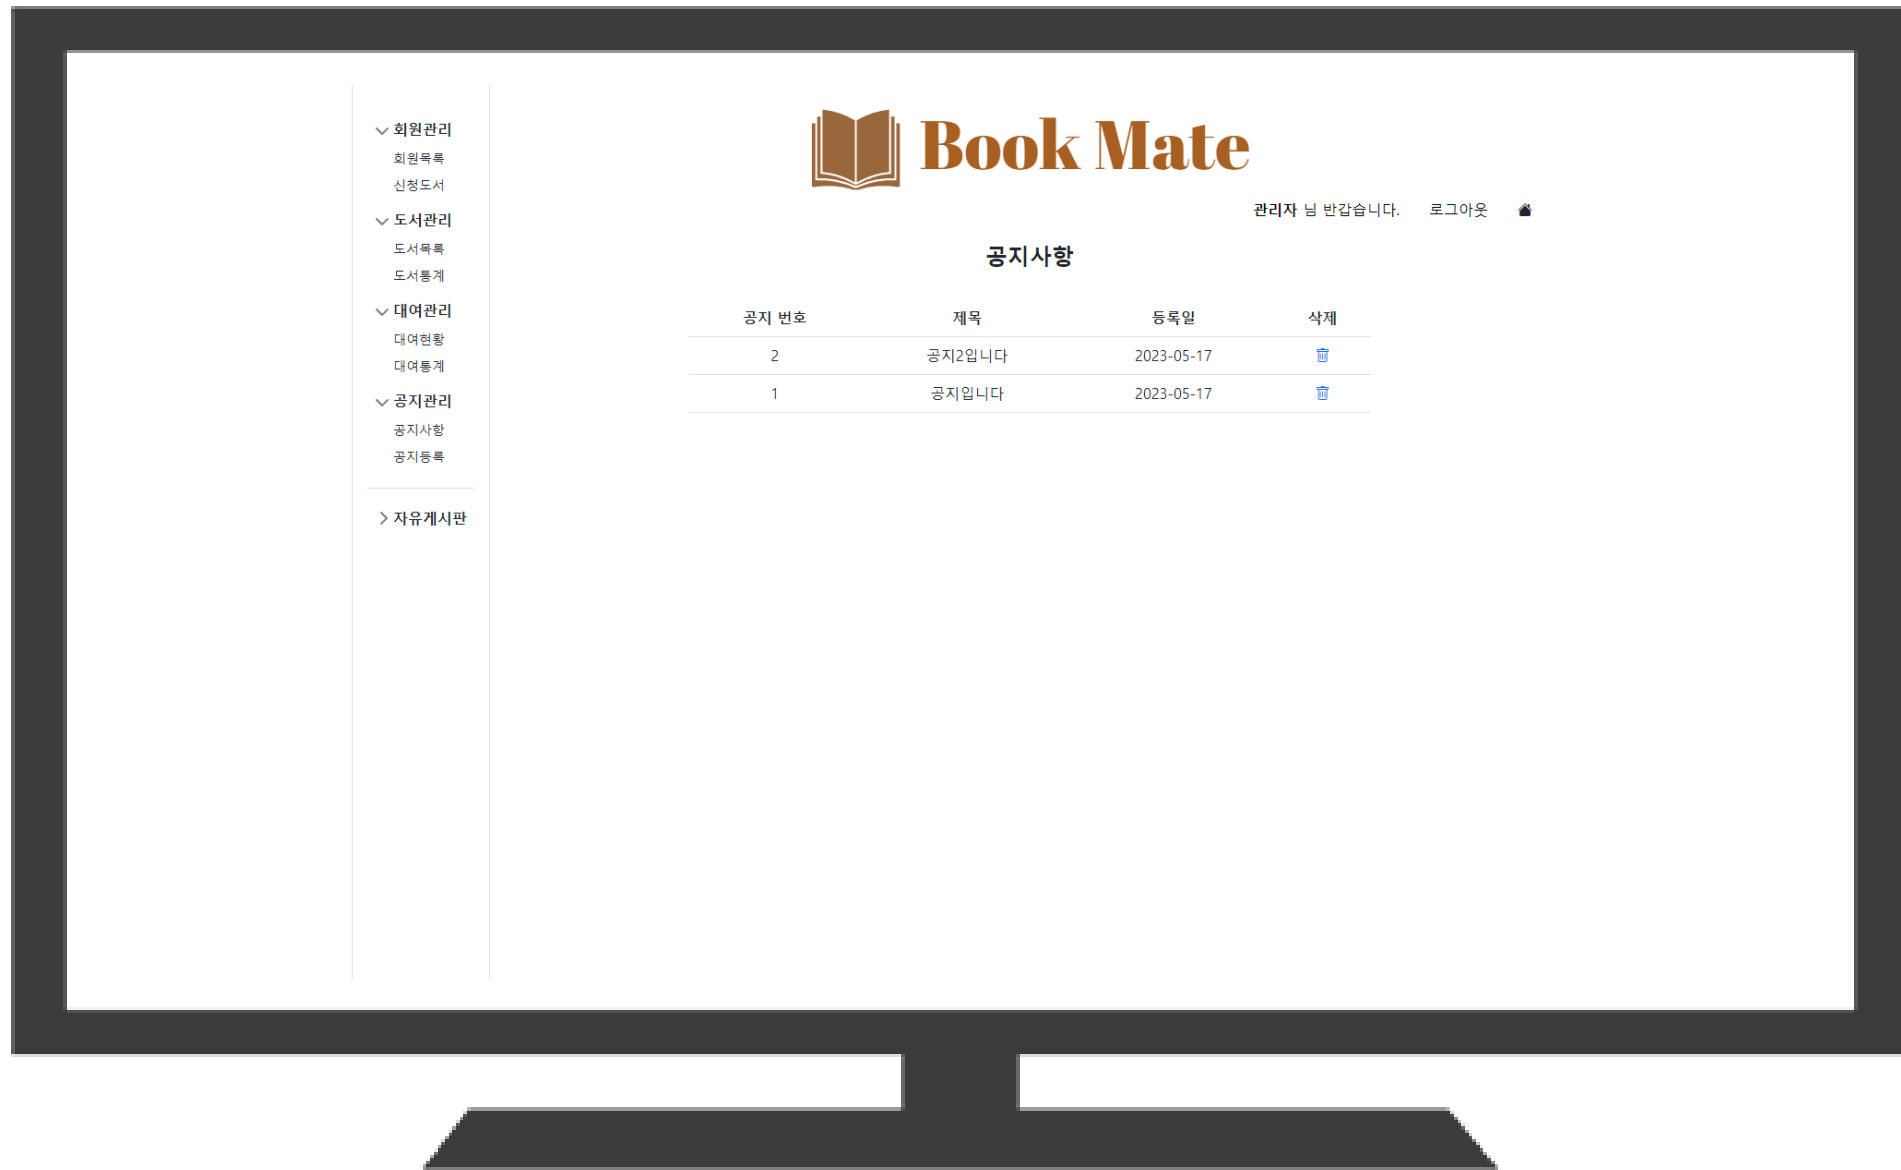 회원관리
회원목록
신청도서
도서관리
도서목록
도서통계
대여관리
대여현황
대여통계
공지관리
공지사항
공지등록
자유게시판
Book Mate
관리자 님 반갑습니다. 로그아웃
공지사항
공지 번호 제목 등록일 삭제
2 공지2입니다 2023-05-17
1 공지입니다 2023-05-17